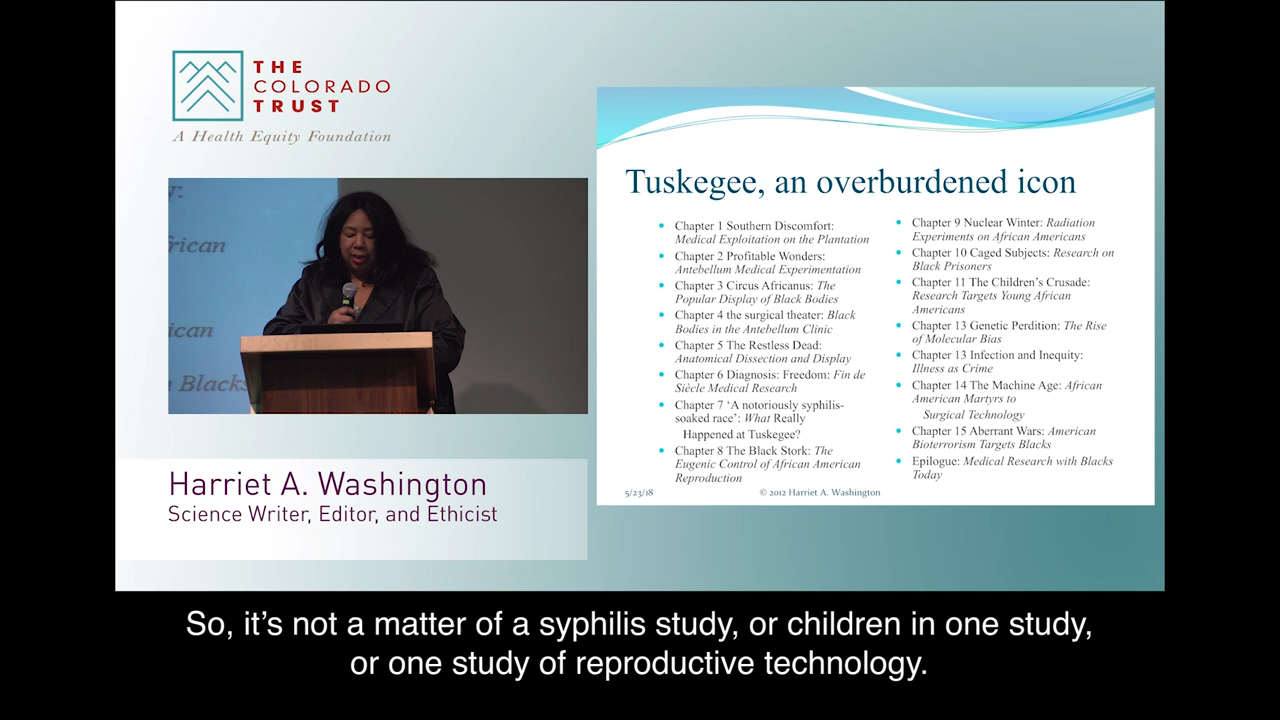 THE
COLORADO
TRUST
A Health Equity Foundation
y:
frican
ican
n Blacks
Harriet A. Washington
Science Writer, Editor, and Ethicist
Tuskegee, an overburdened icon
Chapter 1 Southern Discomfort:
Medical Exploitation on the Plantation
Chapter 2 Profitable Wonders:
Antebellum Medical Experimentation
Chapter 3 Circus Africanus: The
Popular Display of Black Bodies
Chapter 4 the surgical theater: Black
Bodies in the Antebellum Clinic
Chapter 5 The Restless Dead:
Anatomical Dissection and Display
Chapter 6 Diagnosis: Freedom: Fin de
Siècle Medical Research
Chapter 7 ‘A notoriously syphilis-
soaked race’: What Really
Happened at Tuskegee?
Chapter 8 The Black Stork: The
Eugenic Control of African American
Reproduction
Chapter 9 Nuclear Winter: Radiation
Experiments on African Americans
Chapter 10 Caged Subjects: Research on
Black Prisoners
Chapter 11 The Children’s Crusade:
Research Targets Young African
Americans
Chapter 13 Genetic Perdition: The Rise
of Molecular Bias
Chapter 13 Infection and Inequity:
Illness as Crime
Chapter 14 The Machine Age: African
American Martyrs to
Surgical Technology
Chapter 15 Aberrant Wars: American
Bioterrorism Targets Blacks
Epilogue: Medical Research with Blacks
Today
5/23/18
© 2012 Harriet A. Washington
So, it’s not a matter of a syphilis study, or children in one study,
or one study of reproductive technology.